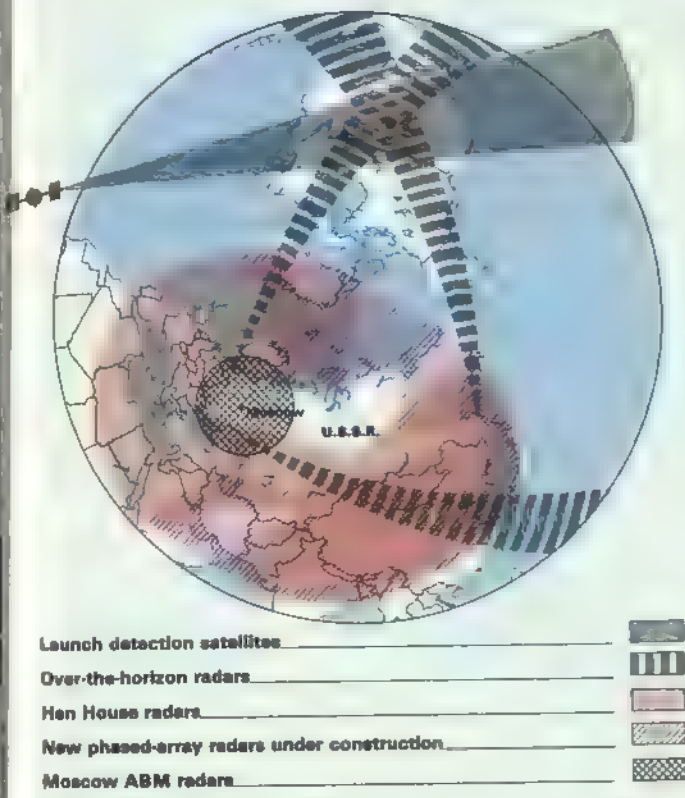 Moscow
U.S.S.R.
Launch detection satellites
Over-the-horizon radars
Hen House radars
New phased-array radars under construction
Moscow ABM radars